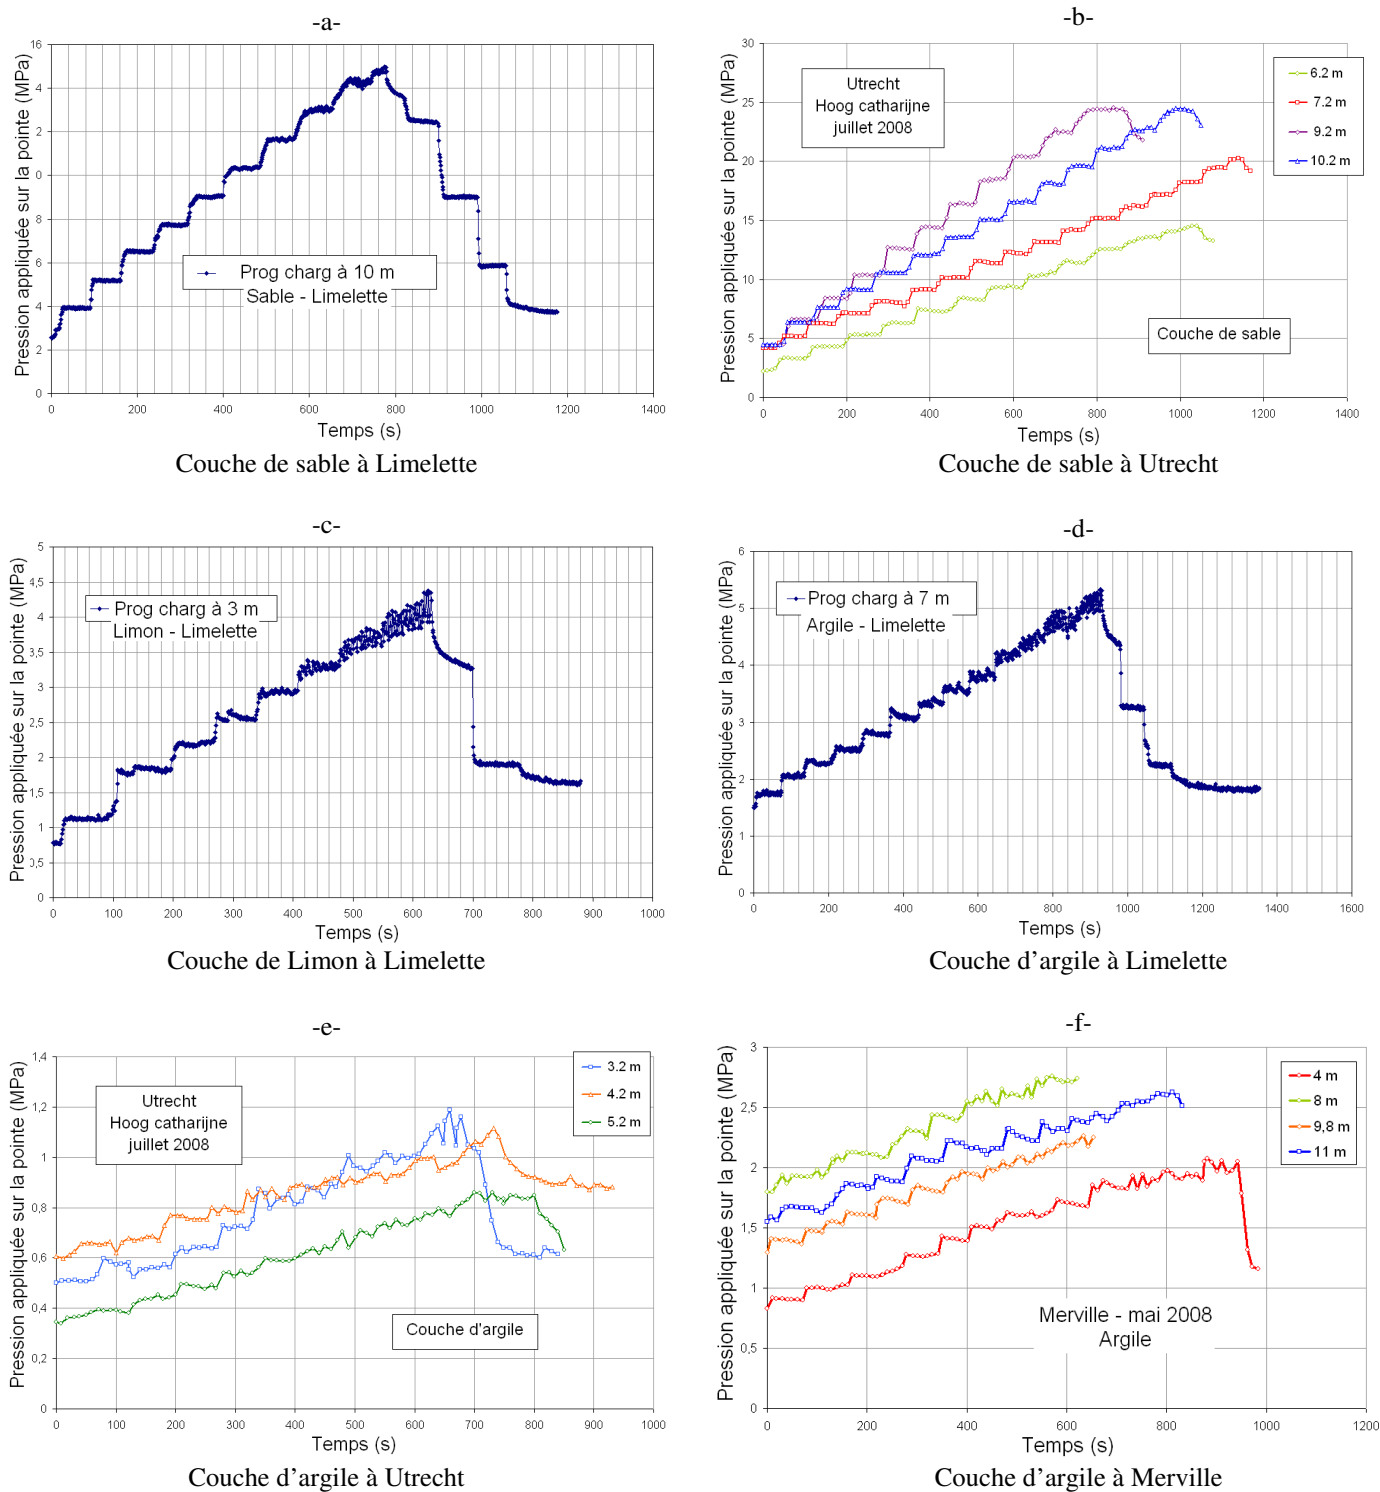 -a-
Pression appliquée sur la pointe (MPa)
16
4
2
0
8
6
4
2
0
Prog charg à 10 m
Sable - Limelette
0 200 400 600 800 1000 1200 1400
Temps (s)
Couche de sable à Limelette
-b-
Pression appliquée sur la pointe (MPa)
30
25
20
15
10
5
0
Utrecht
Hoog catharijne
juillet 2008
6.2 m
7.2 m
9.2 m
10.2 m
Couche de sable
0 200 400 600 800 1000 1200 1400
Temps (s)
Couche de sable à Utrecht
-c-
Pression appliquée sur la pointe (MPa)
5
4,5
4
3,5
3
2,5
2
1,5
1
0,5
0
Prog charg à 3 m
Limon - Limelette
0 100 200 300 400 500 600 700 800 900 1000
Temps (s)
Couche de Limon à Limelette
-d-
Pression appliquée sur la pointe (MPa)
6
5
4
3
2
1
0
Prog charg à 7 m
Argile - Limelette
0 200 400 600 800 1000 1200 1400 1600
Temps (s)
Couche d'argile à Limelette
-e-
Pression appliquée sur la pointe (MPa)
1,4
1,2
1
0,8
0,6
0,4
0,2
0
Utrecht
Hoog catharijne
juillet 2008
3.2 m
4.2 m
5.2 m
Couche d'argile
0 100 200 300 400 500 600 700 800 900 1000
Temps (s)
Couche d'argile à Utrecht
-f-
Pression appliquée sur la pointe (MPa)
3
2,5
2
1,5
1
0,5
0
4 m
8 m
9,8 m
11 m
Merville - mai 2008
Argile
0 200 400 600 800 1000 1200
Temps (s)
Couche d'argile à Merville